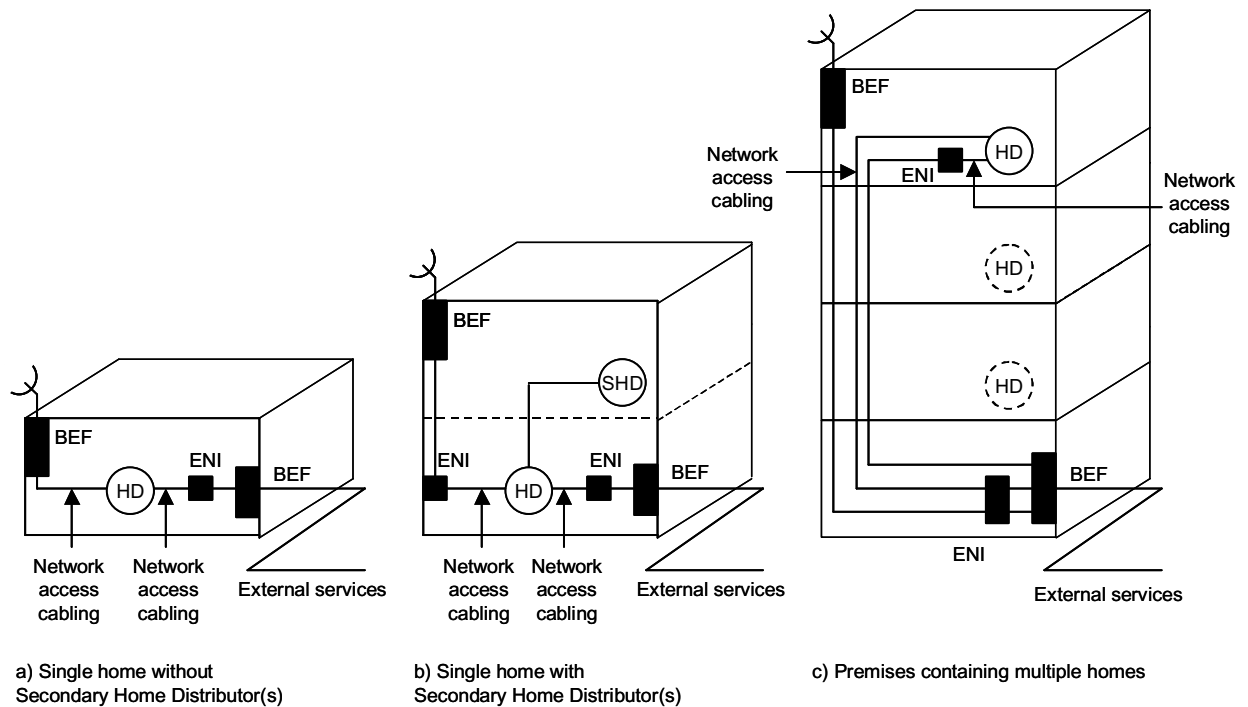 BEF
HD
ENI
BEF
Network
access
cabling
Network
access
cabling
External services
a) Single home without
Secondary Home Distributor(s)
BEF
SHD
ENI
HD
ENI
BEF
Network
access
cabling
Network
access
cabling
External services
b) Single home with
Secondary Home Distributor(s)
BEF
Network
access
cabling
ENI
HD
Network
access
cabling
HD
HD
BEF
ENI
External services
c) Premises containing multiple homes